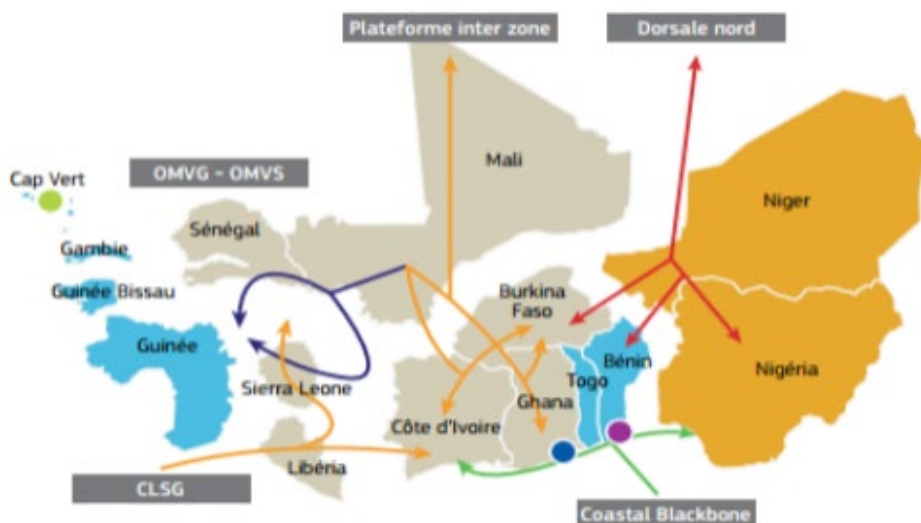 Plateforme inter zone
Dorsale nord
Mali
OMVG - OMVS
Cap Vert
Niger
Sénégal
Gambie
Guinée Bissau
Burkina
Faso
Guinée
Bénin
Togo
Nigéria
Sierra Leone
Ghana
Côte d'Ivoire
Libéria
CLSG
Coastal Blackbone